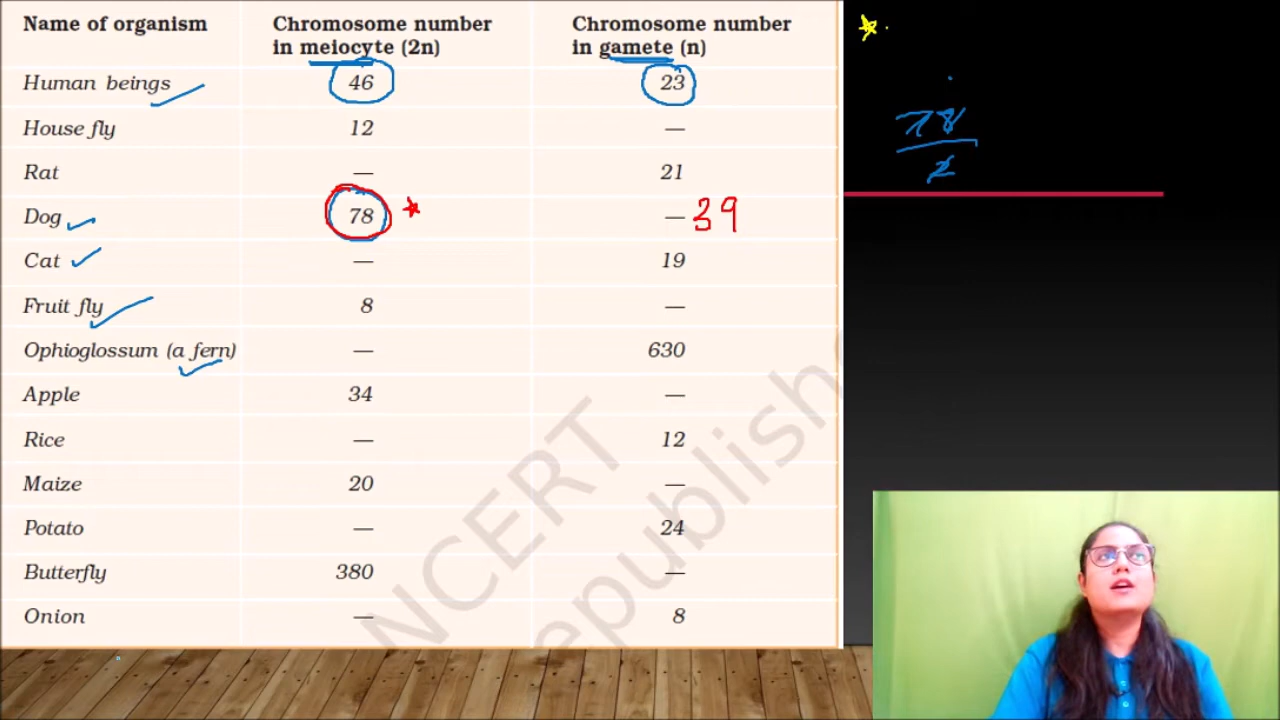 Name of organism Chromosome number in meiocyte (2n) Chromosome number in gamete (n)
Human beings 46 23
House fly 12 —
Rat — 21
Dog 78 — 39
Cat — 19
Fruit fly 8 —
Ophioglossum (a fern) — 630
Apple 34 —
Rice — 12
Maize 20 —
Potato — 24
Butterfly 380 —
Onion — 8
78
2
NCERT
republish